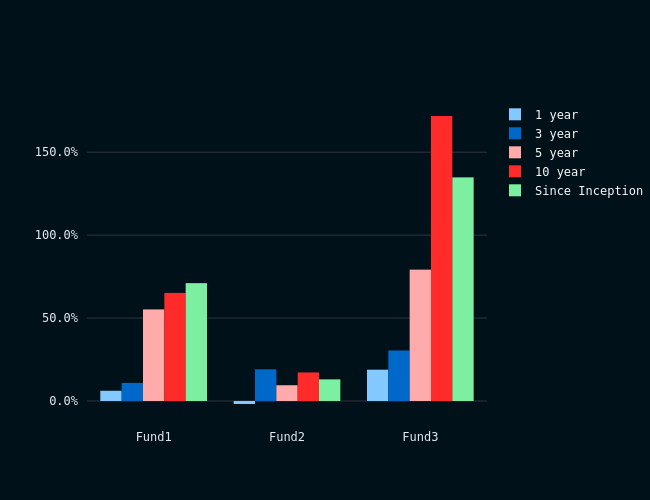 1 year
3 year
5 year
10 year
Since Inception
150.0%
100.0%
50.0%
0.0%
Fund1 Fund2 Fund3